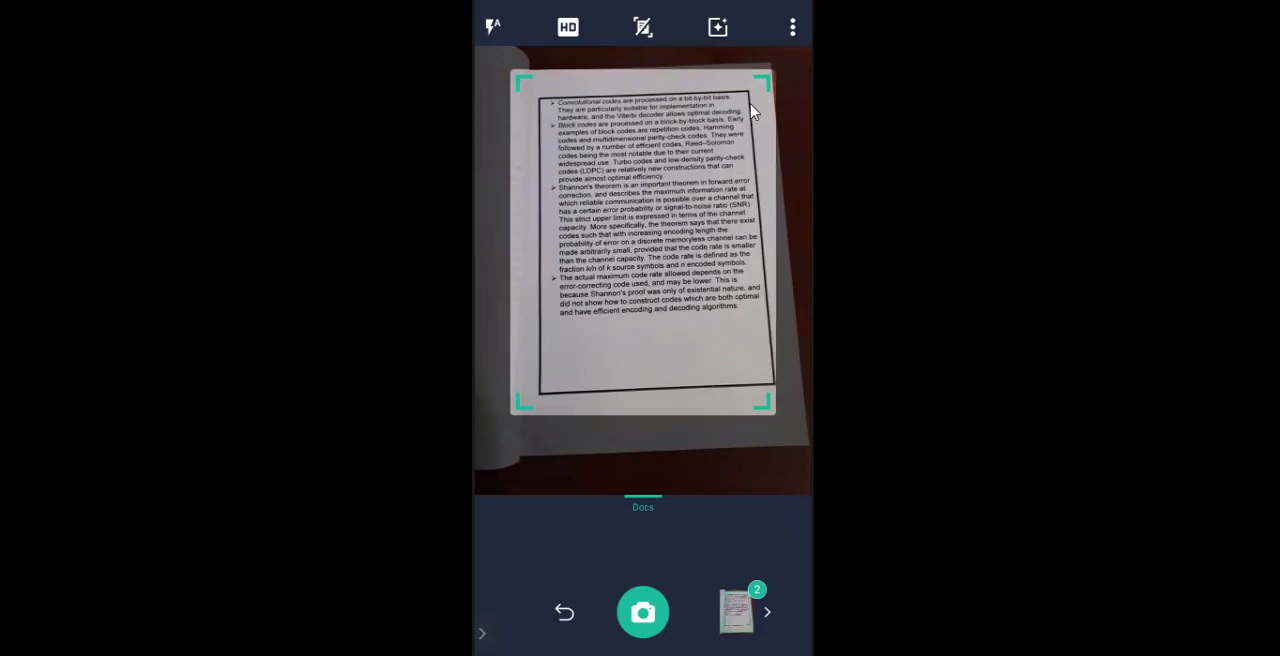 A
HD
➢ Convolutional codes are processed on a bit-by-bit basis.
They are particularly suitable for implementation in
hardware, and the Viterbi decoder allows optimal decoding.
➢ Block codes are processed on a block-by-block basis. Early
examples of block codes are repetition codes, Hamming
codes and multidimensional parity-check codes. They were
followed by a number of efficient codes, Reed–Solomon
codes being the most notable due to their current
widespread use. Turbo codes and low-density parity-check
codes (LDPC) are relatively new constructions that can
provide almost optimal efficiency.
➢ Shannon's theorem is an important theorem in forward error
correction, and describes the maximum information rate at
which reliable communication is possible over a channel that
has a certain error probability or signal-to-noise ratio (SNR).
This strict upper limit is expressed in terms of the channel
capacity. More specifically, the theorem says that there exist
codes such that with increasing encoding length the
probability of error on a discrete memoryless channel can be
made arbitrarily small, provided that the code rate is smaller
than the channel capacity. The code rate is defined as the
fraction k/n of k source symbols and n encoded symbols.
➢ The actual maximum code rate allowed depends on the
error-correcting code used, and may be lower. This is
because Shannon's proof was only of existential nature, and
did not show how to construct codes which are both optimal
and have efficient encoding and decoding algorithms.
Docs
2